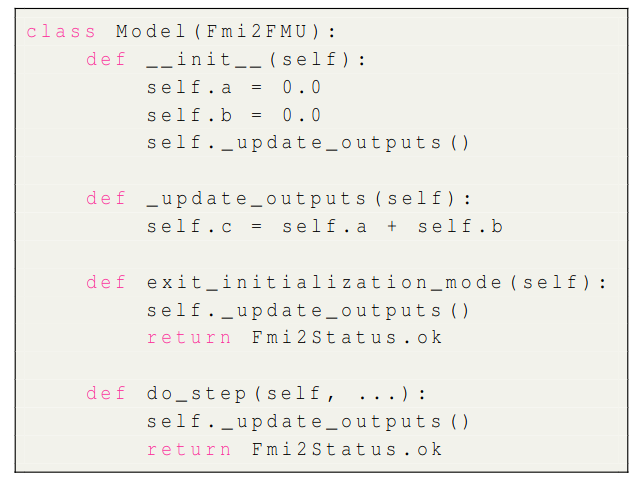 class Model(Fmi2FMU):
    def __init__(self):
        self.a = 0.0
        self.b = 0.0
        self._update_outputs()

    def _update_outputs(self):
        self.c = self.a + self.b

    def exit_initialization_mode(self):
        self._update_outputs()
        return Fmi2Status.ok

    def do_step(self, ...):
        self._update_outputs()
        return Fmi2Status.ok